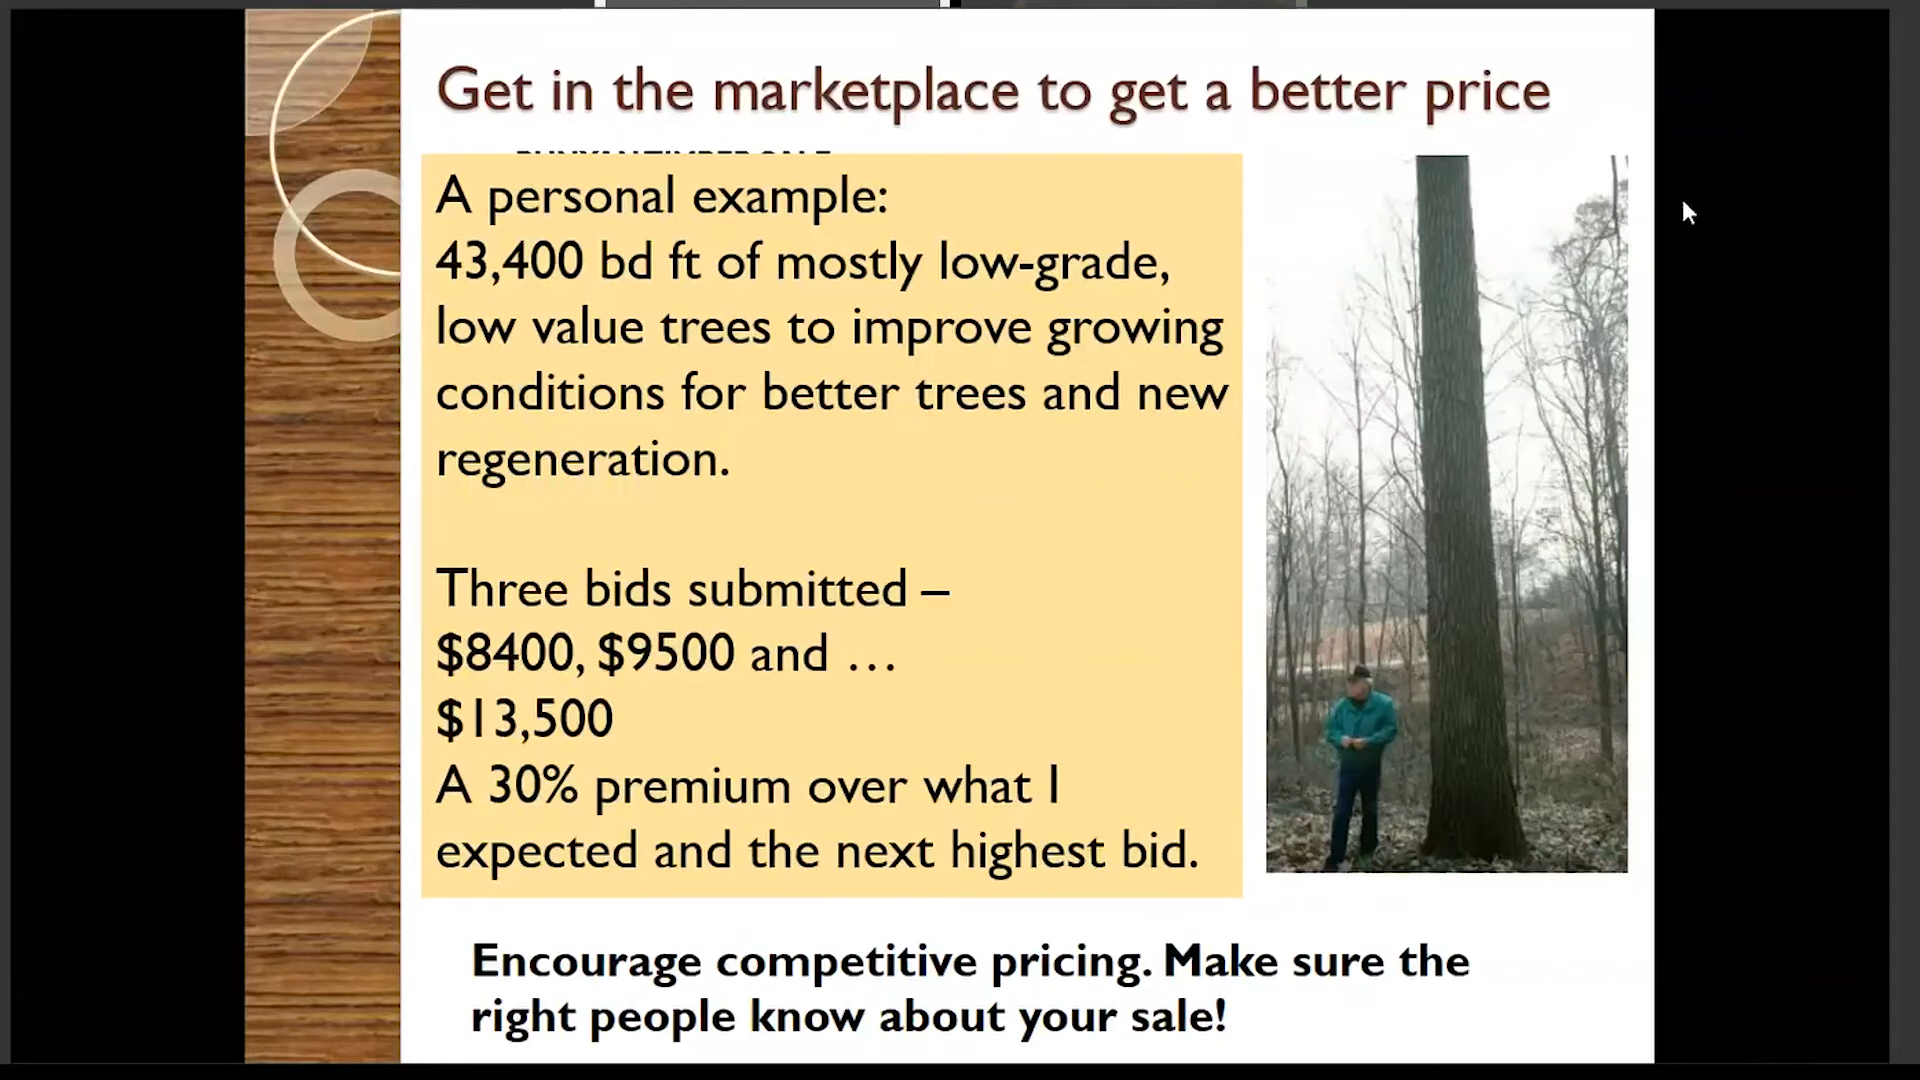 Get in the marketplace to get a better price
A personal example:
43,400 bd ft of mostly low-grade,
low value trees to improve growing
conditions for better trees and new
regeneration.
Three bids submitted –
$8400, $9500 and …
$13,500
A 30% premium over what I
expected and the next highest bid.
Encourage competitive pricing. Make sure the
right people know about your sale!